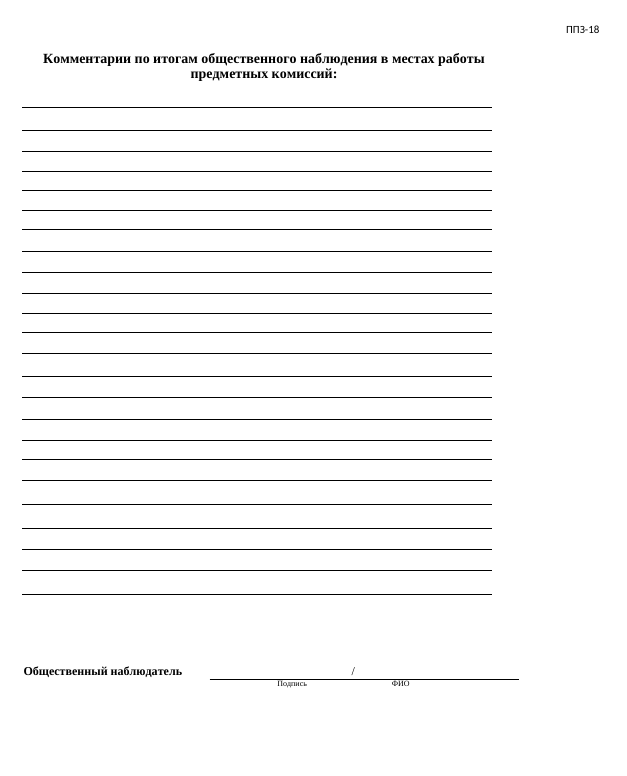 ППЗ-18
Комментарии по итогам общественного наблюдения в местах работы
предметных комиссий:
Общественный наблюдатель /
Подпись ФИО